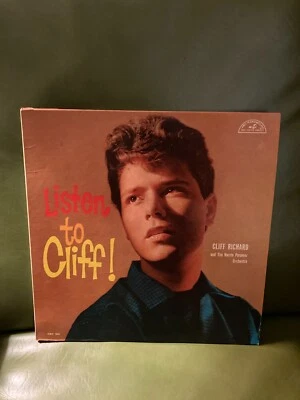 Listen
to
Cliff!
CLIFF RICHARD
and The Norrie Paramor
Orchestra